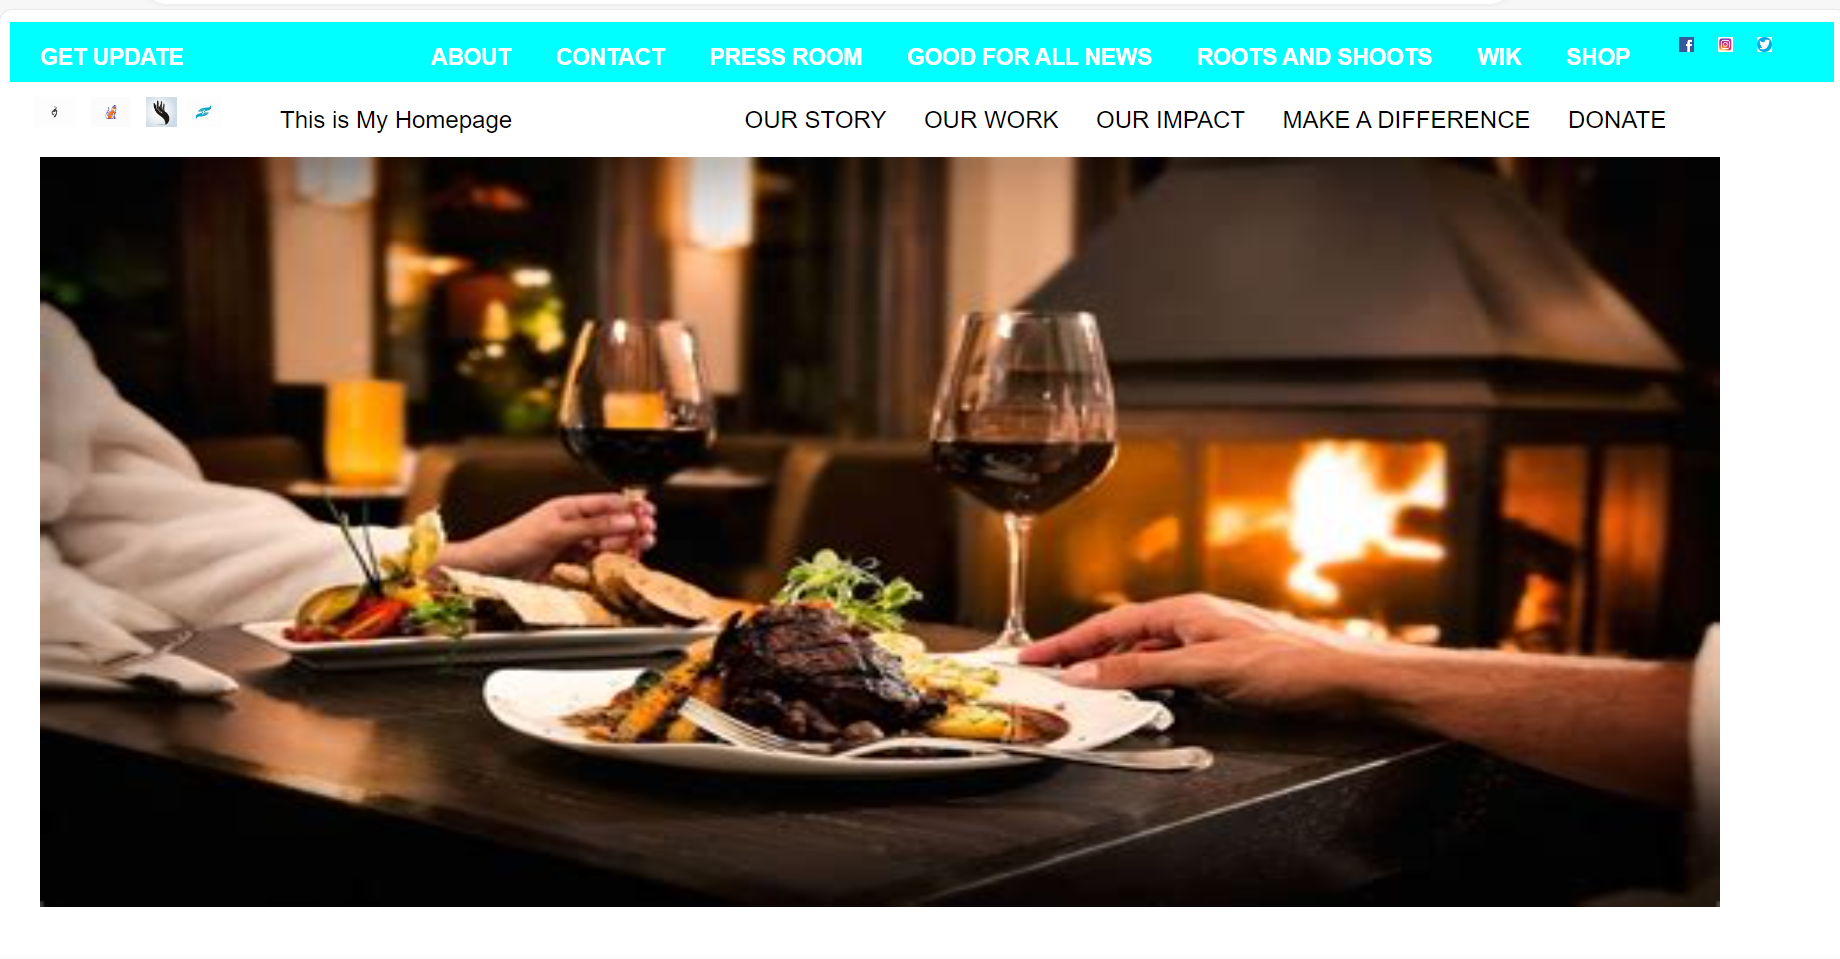 GET UPDATE ABOUT CONTACT PRESS ROOM GOOD FOR ALL NEWS ROOTS AND SHOOTS WIK SHOP
This is My Homepage OUR STORY OUR WORK OUR IMPACT MAKE A DIFFERENCE DONATE